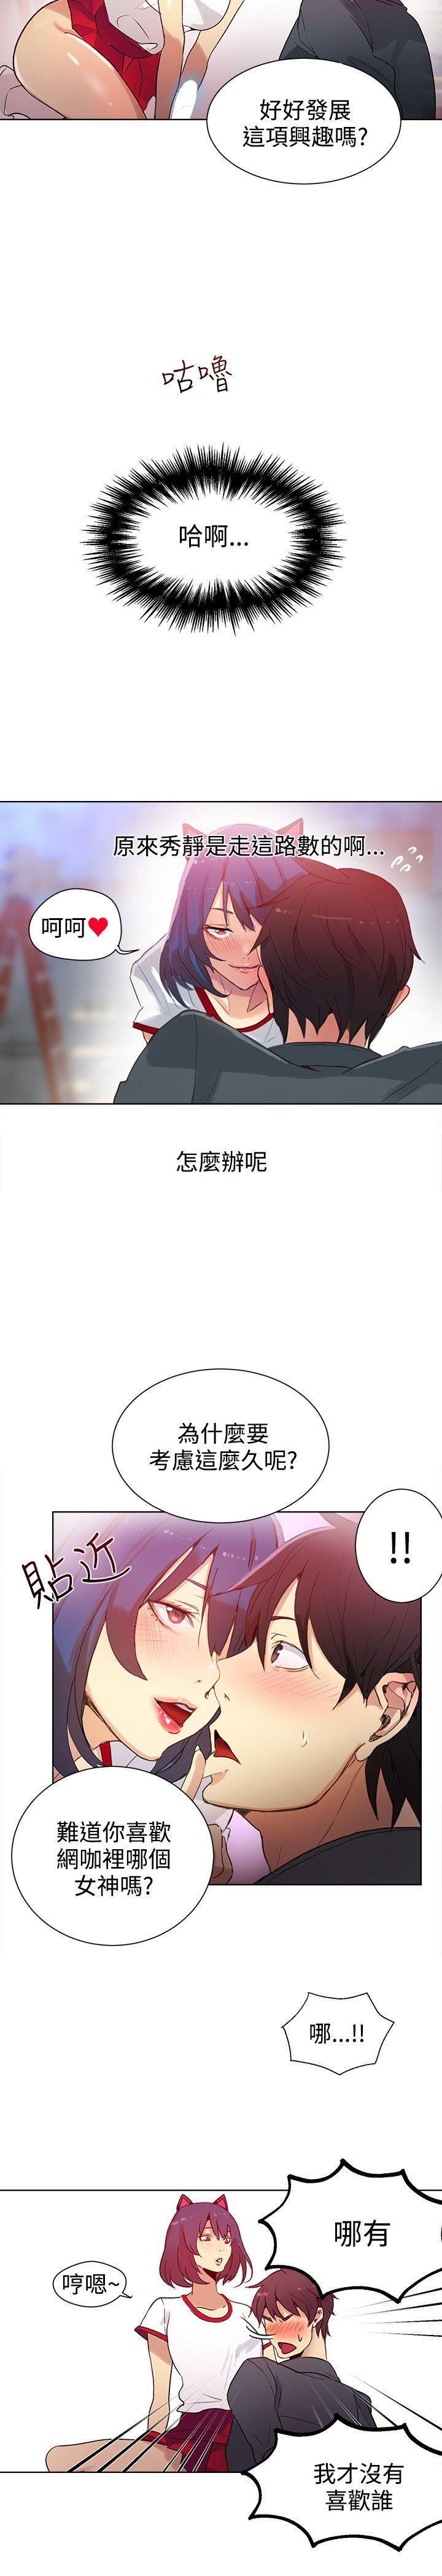 好好發展
這項興趣嗎?
咕嚕
哈啊...
原來秀靜是走這路數的啊...
呵呵♥
怎麼辦呢
為什麼要
考慮這麼久呢?
!!
貼近
難道你喜歡
網咖裡哪個
女神嗎?
哪...!!
哪有
哼嗯~
我才沒有
喜歡誰